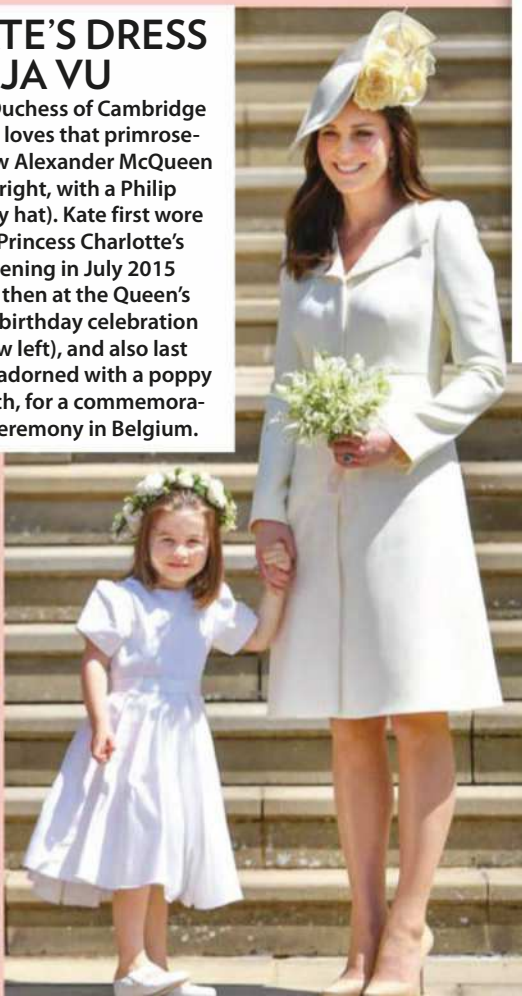 TE'S DRESS
JA VU
Duchess of Cambridge
loves that primrose-
w Alexander McQueen
right, with a Philip
y hat). Kate first wore
Princess Charlotte's
ening in July 2015
then at the Queen's
birthday celebration
w left), and also last
adorned with a poppy
th, for a commemora-
eremony in Belgium.